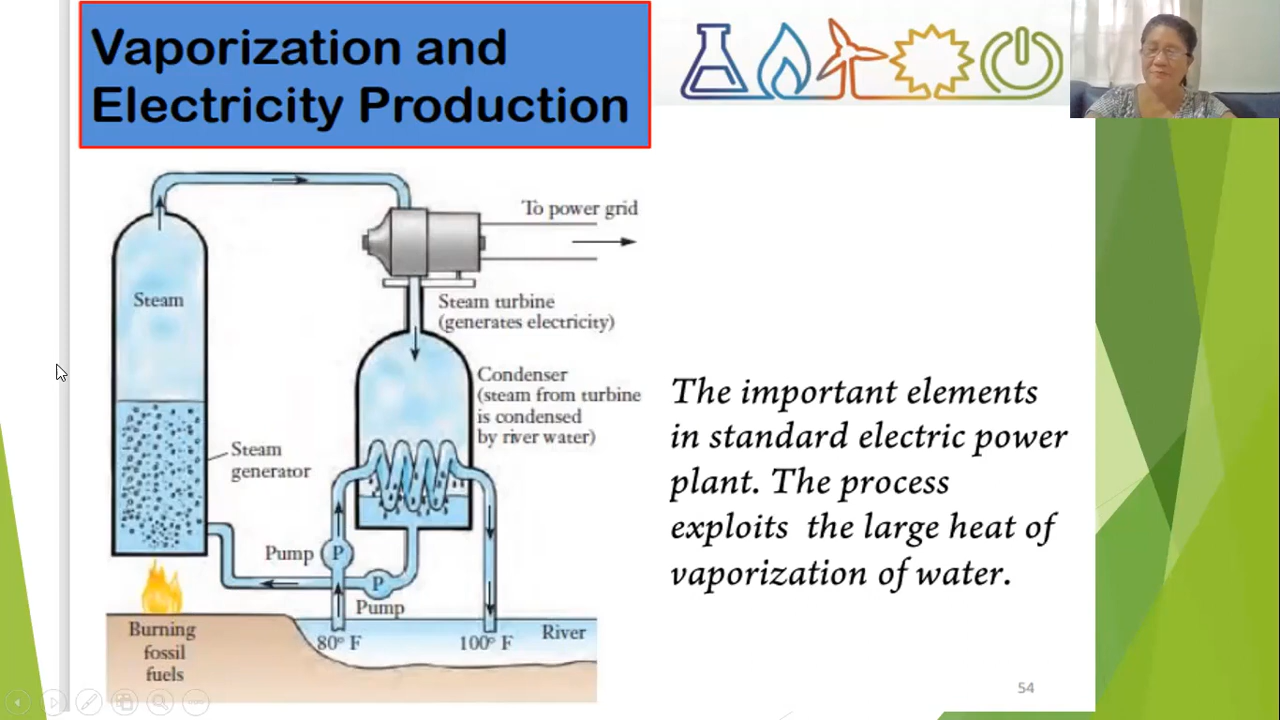 Vaporization and
Electricity Production
To power grid
Steam
Steam turbine
(generates electricity)
Condenser
(steam from turbine
is condensed
by river water)
Steam
generator
Pump
P
P
Pump
Burning
fossil
fuels
80° F
100° F
River
The important elements
in standard electric power
plant. The process
exploits the large heat of
vaporization of water.
54